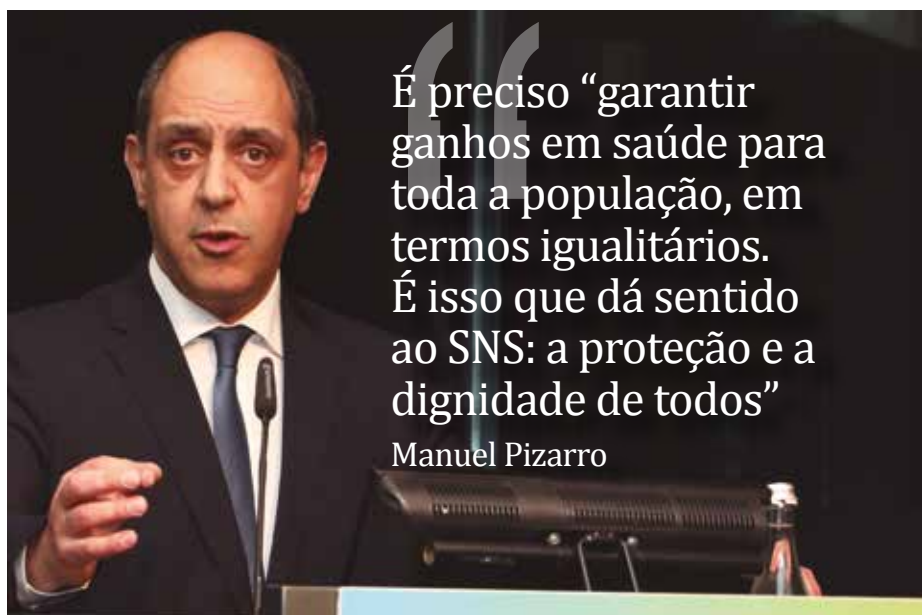 É preciso “garantir
ganhos em saúde para
toda a população, em
termos igualitários.
É isso que dá sentido
ao SNS: a proteção e a
dignidade de todos”
Manuel Pizarro